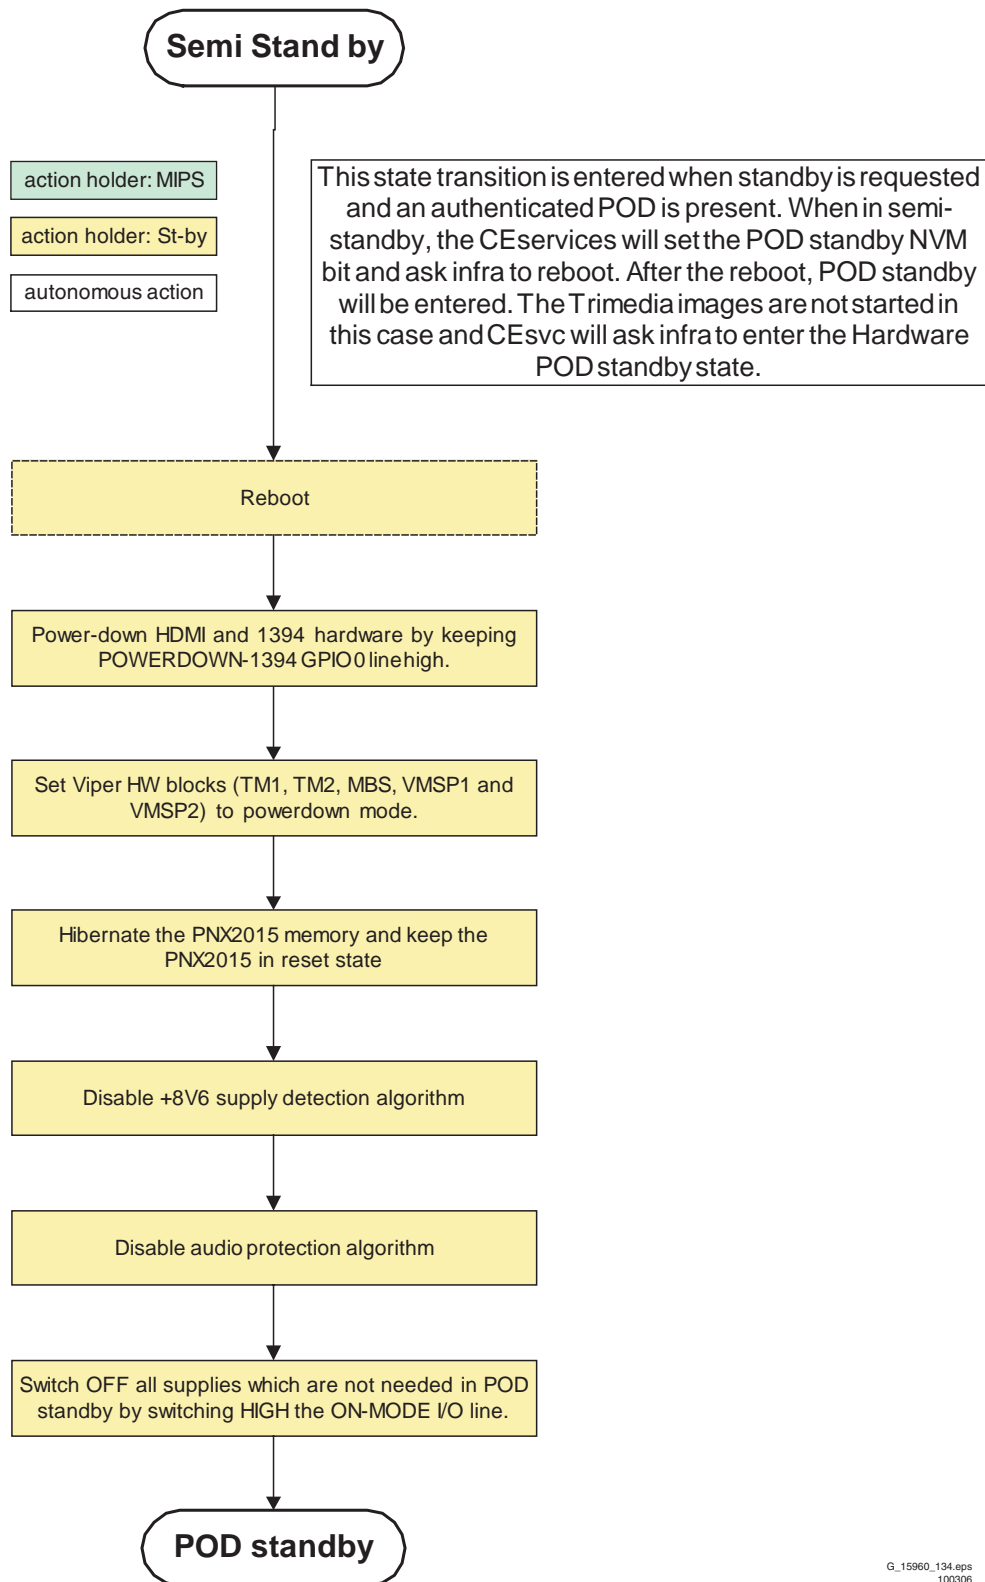 Semi Stand by
action holder: MIPS
action holder: St-by
autonomous action
This state transition is entered when standby is requested
and an authenticated POD is present. When in semi-
standby, the CEservices will set the POD standby NVM
bit and ask infra to reboot. After the reboot, POD standby
will be entered. The Trimedia images are not started in
this case and CEsvc will ask infra to enter the Hardware
POD standby state.
Reboot
Power-down HDMI and 1394 hardware by keeping
POWERDOWN-1394 GPIO0 line high.
Set Viper HW blocks (TM1, TM2, MBS, VMSP1 and
VMSP2) to powerdown mode.
Hibernate the PNX2015 memory and keep the
PNX2015 in reset state
Disable +8V6 supply detection algorithm
Disable audio protection algorithm
Switch OFF all supplies which are not needed in POD
standby by switching HIGH the ON-MODE I/O line.
POD standby
G_15960_134.eps
100306